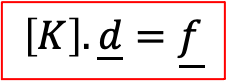 [K].d = f